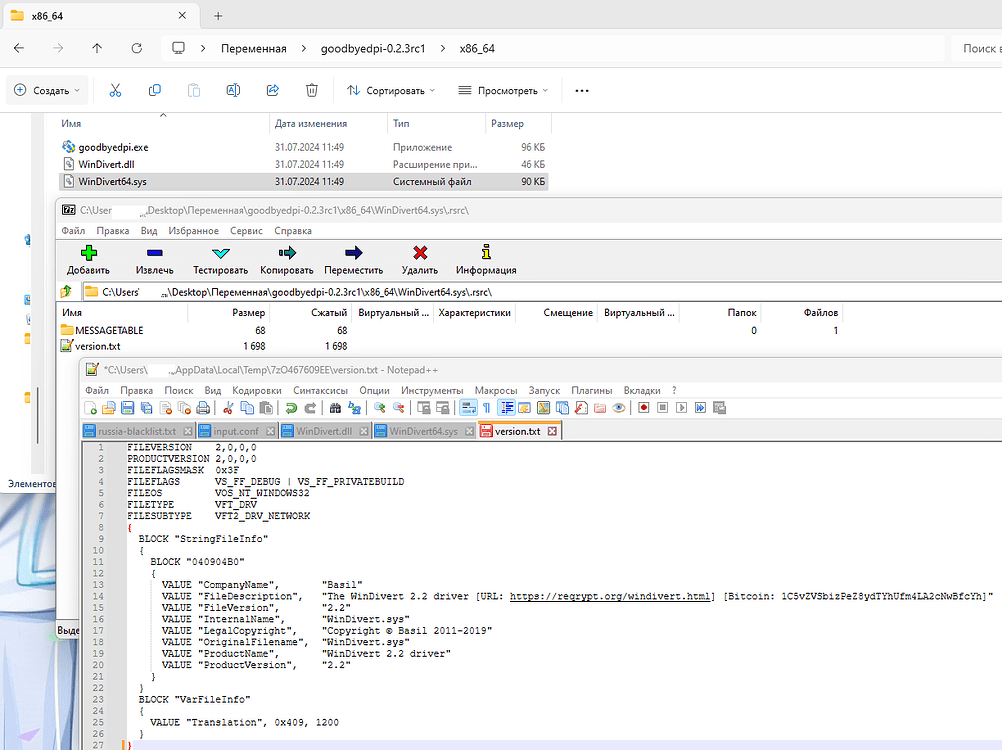 x86_64
Переменная > goodbyedpi-0.2.3rc1 > x86_64
Поиск в
Создать
Сортировать
Просмотреть
Имя Дата изменения Тип Размер
goodbyedpi.exe 31.07.2024 11:49 Приложение 96 КБ
WinDivert.dll 31.07.2024 11:49 Расширение при... 46 КБ
WinDivert64.sys 31.07.2024 11:49 Системный файл 90 КБ
C:\User Desktop\Переменная\goodbyedpi-0.2.3rc1\x86_64\WinDivert64.sys\.rsrc\
Файл Правка Вид Избранное Сервис Справка
Добавить Извлечь Тестировать Копировать Переместить Удалить Информация
C:\Users\ \Desktop\Переменная\goodbyedpi-0.2.3rc1\x86_64\WinDivert64.sys\.rsrc\
Имя Размер Сжатый Виртуальный ... Характеристики Смещение Виртуальный ... Папок Файлов
MESSAGETABLE 68 68 0 1
version.txt 1 698 1 698
*C:\Users\ AppData\Local\Temp\7zO467609EE\version.txt - Notepad++
Файл Правка Поиск Вид Кодировки Синтаксисы Опции Инструменты Макросы Запуск Плагины Вкладки ?
russia-blacklist.txt input.conf WinDivert.dll WinDivert64.sys version.txt
1 FILEVERSION 2,0,0,0
2 PRODUCTVERSION 2,0,0,0
3 FILEFLAGSMASK 0x3F
4 FILEFLAGS VS_FF_DEBUG | VS_FF_PRIVATEBUILD
5 FILEOS VOS_NT_WINDOWS32
6 FILETYPE VFT_DRV
7 FILESUBTYPE VFT2_DRV_NETWORK
8 {
9 BLOCK "StringFileInfo"
10 {
11 BLOCK "040904B0"
12 {
13 VALUE "CompanyName", "Basil"
14 VALUE "FileDescription", "The WinDivert 2.2 driver [URL: https://reqrypt.org/windivert.html] [Bitcoin: 1C5vZVSbizPeZ8ydTYhUfm4LA2cNwBfcYh]"
15 VALUE "FileVersion", "2.2"
16 VALUE "InternalName", "WinDivert.sys"
17 VALUE "LegalCopyright", "Copyright © Basil 2011-2019"
18 VALUE "OriginalFilename", "WinDivert.sys"
19 VALUE "ProductName", "WinDivert 2.2 driver"
20 VALUE "ProductVersion", "2.2"
21 }
22 }
23 BLOCK "VarFileInfo"
24 {
25 VALUE "Translation", 0x409, 1200
26 }
27 }
Элементов
Выде